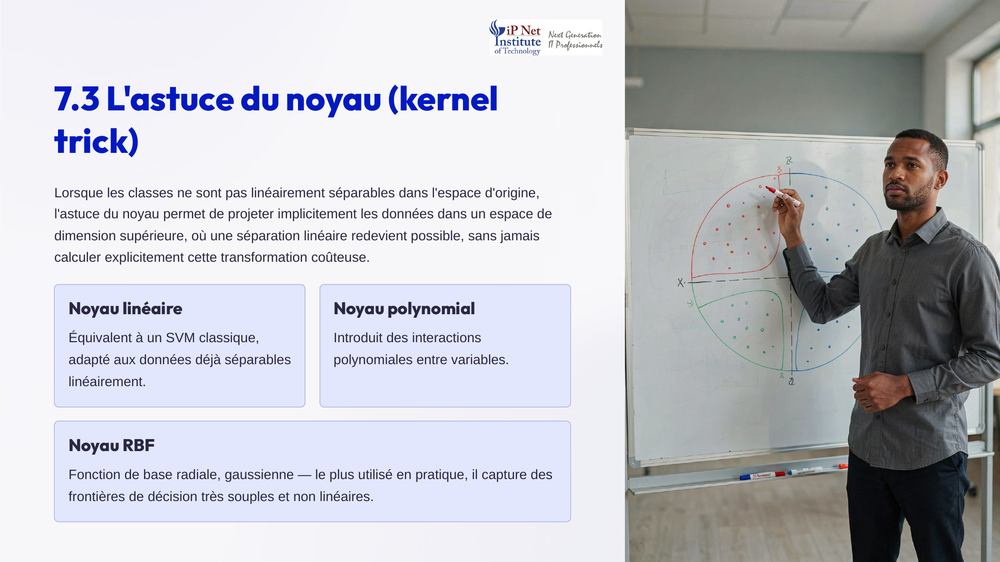 iP Net
Institute
of Technology
Next Generation
IT Professionnels
7.3 L'astuce du noyau (kernel
trick)
Lorsque les classes ne sont pas linéairement séparables dans l'espace d'origine,
l'astuce du noyau permet de projeter implicitement les données dans un espace de
dimension supérieure, où une séparation linéaire redevient possible, sans jamais
calculer explicitement cette transformation coûteuse.
Noyau linéaire
Équivalent à un SVM classique,
adapté aux données déjà séparables
linéairement.
Noyau polynomial
Introduit des interactions
polynomiales entre variables.
Noyau RBF
Fonction de base radiale, gaussienne — le plus utilisé en pratique, il capture des
frontières de décision très souples et non linéaires.
X